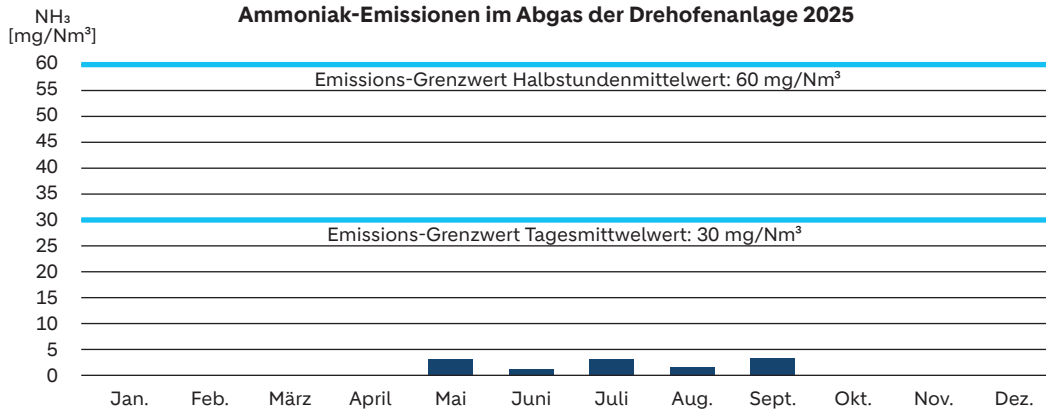 Ammoniak-Emissionen im Abgas der Drehofenanlage 2025
NH₃
[mg/Nm³]
60
Emissions-Grenzwert Halbstundenmittelwert: 60 mg/Nm³
55
50
45
40
35
30
Emissions-Grenzwert Tagesmittwelwert: 30 mg/Nm³
25
20
15
10
5
0
Jan. Feb. März April Mai Juni Juli Aug. Sept. Okt. Nov. Dez.